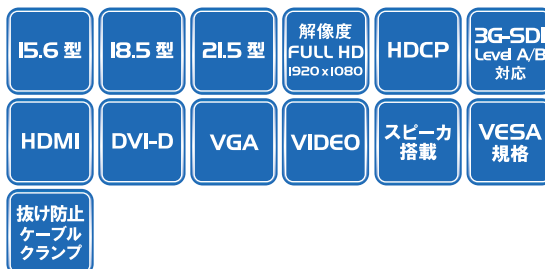 15.6 型
18.5 型
21.5 型
解像度
FULL HD
1920x1080
HDCP
3G-SDI
Level A/B
対応
HDMI
DVI-D
VGA
VIDEO
スピーカ
搭載
VESA
規格
抜け防止
ケーブル
クランプ